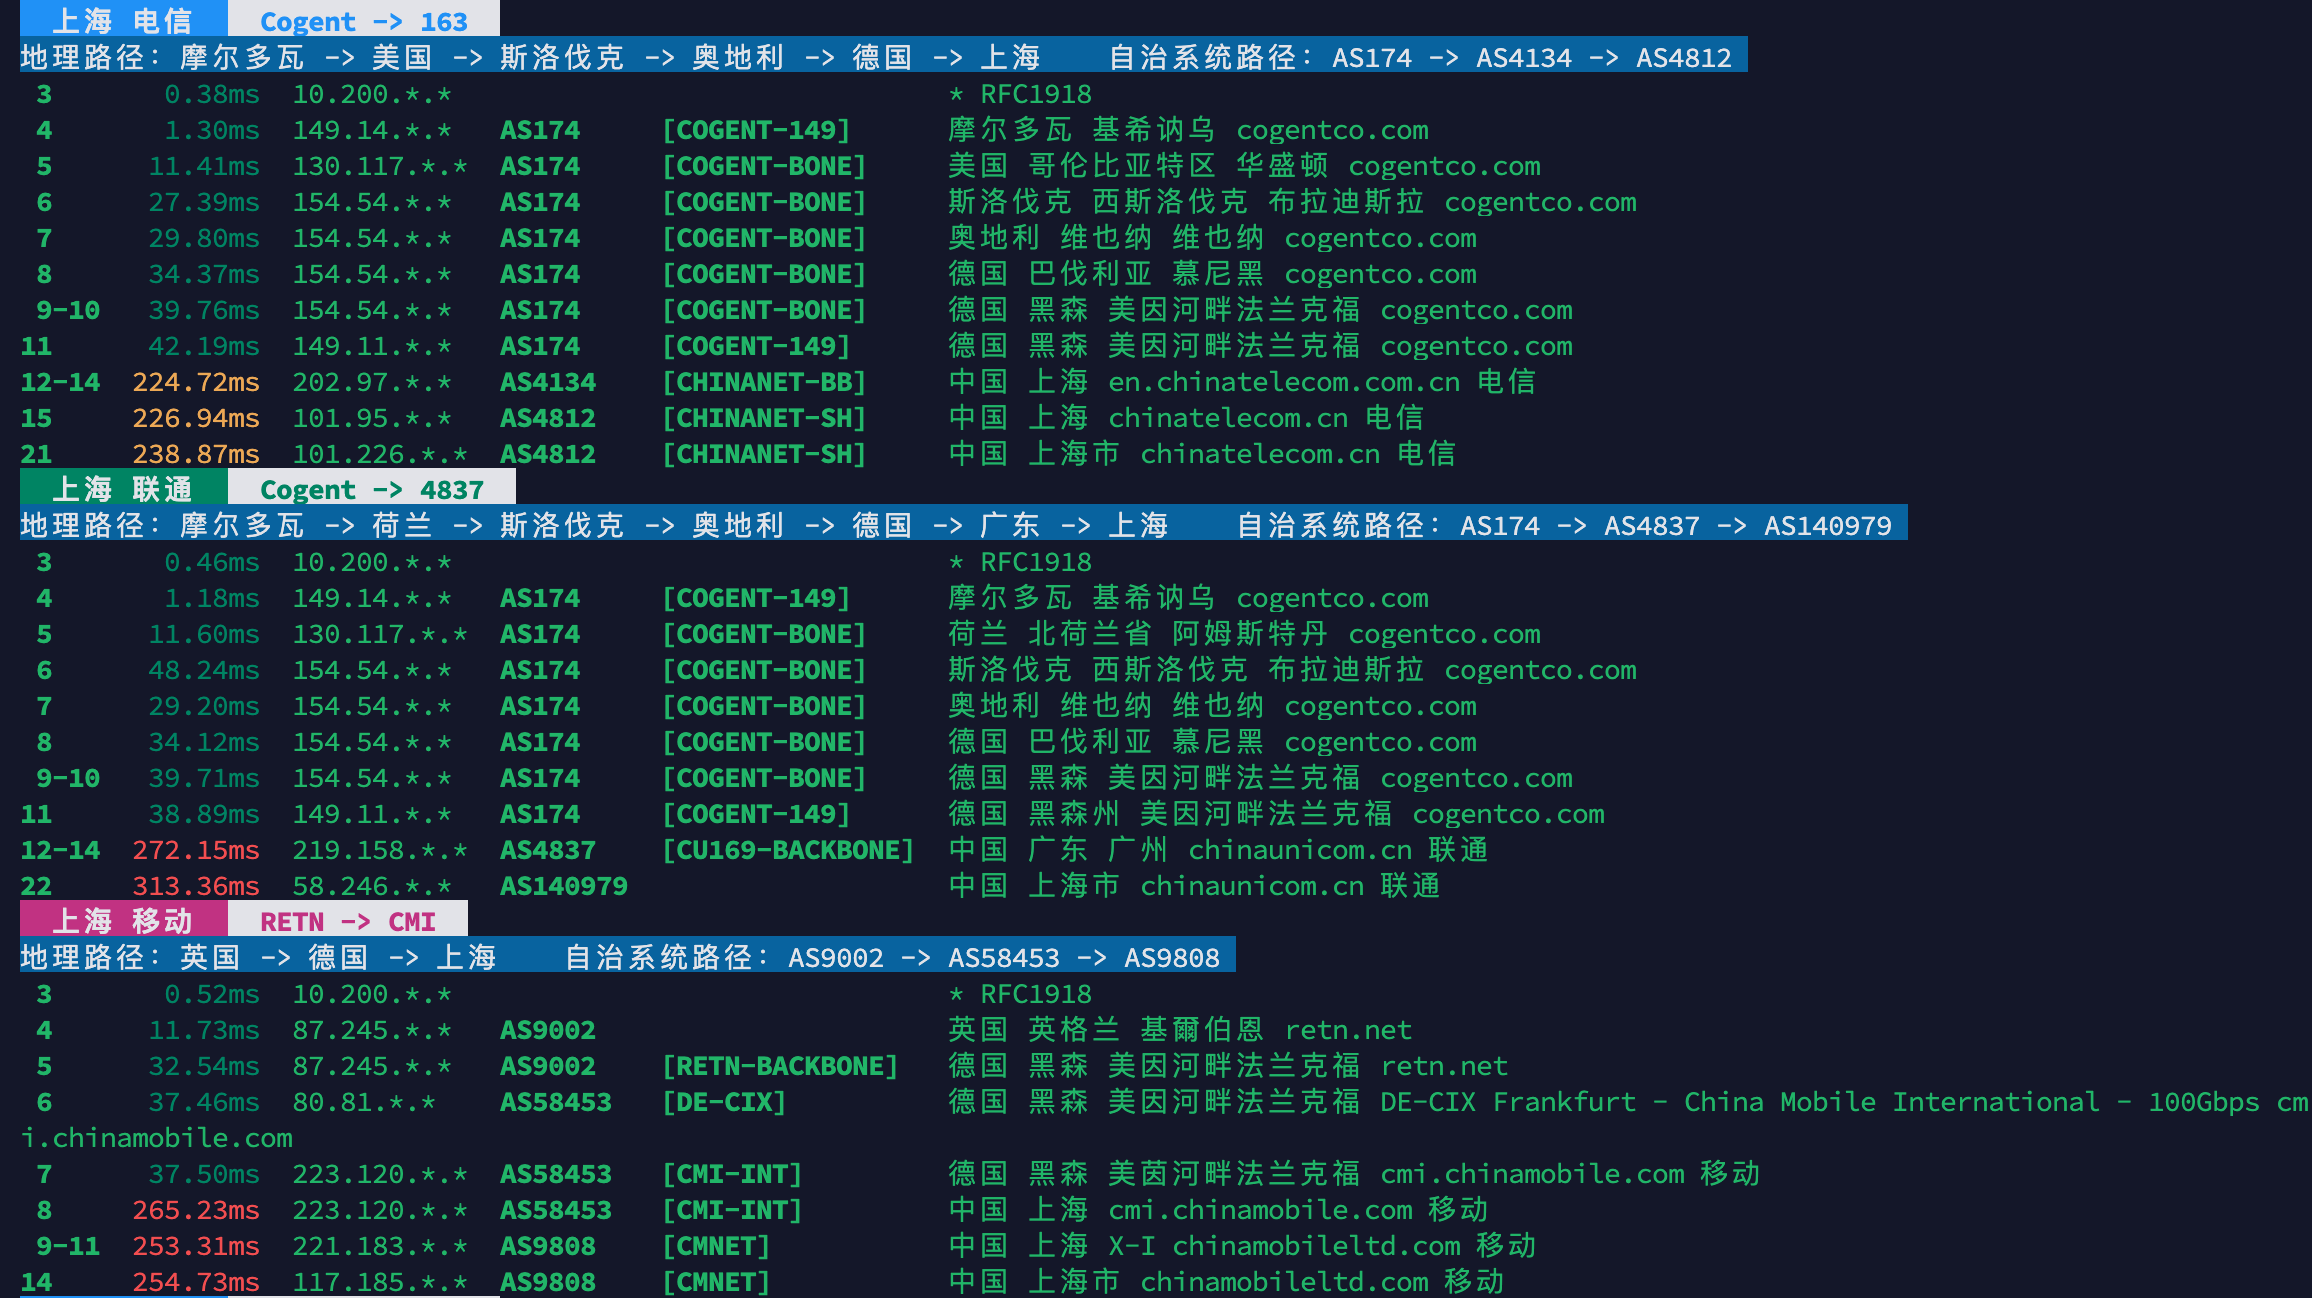 上海 电信 Cogent -> 163
地理路径: 摩尔多瓦 -> 美国 -> 斯洛伐克 -> 奥地利 -> 德国 -> 上海 自治系统路径: AS174 -> AS4134 -> AS4812
3 0.38ms 10.200.*.* * RFC1918
4 1.30ms 149.14.*.* AS174 [COGENT-149] 摩尔多瓦 基希讷乌 cogentco.com
5 11.41ms 130.117.*.* AS174 [COGENT-BONE] 美国 哥伦比亚特区 华盛顿 cogentco.com
6 27.39ms 154.54.*.* AS174 [COGENT-BONE] 斯洛伐克 西斯洛伐克 布拉迪斯拉 cogentco.com
7 29.80ms 154.54.*.* AS174 [COGENT-BONE] 奥地利 维也纳 维也纳 cogentco.com
8 34.37ms 154.54.*.* AS174 [COGENT-BONE] 德国 巴伐利亚 慕尼黑 cogentco.com
9-10 39.76ms 154.54.*.* AS174 [COGENT-BONE] 德国 黑森 美因河畔法兰克福 cogentco.com
11 42.19ms 149.11.*.* AS174 [COGENT-149] 德国 黑森 美因河畔法兰克福 cogentco.com
12-14 224.72ms 202.97.*.* AS4134 [CHINANET-BB] 中国 上海 en.chinatelecom.com.cn 电信
15 226.94ms 101.95.*.* AS4812 [CHINANET-SH] 中国 上海 chinatelecom.cn 电信
21 238.87ms 101.226.*.* AS4812 [CHINANET-SH] 中国 上海市 chinatelecom.cn 电信
上海 联通 Cogent -> 4837
地理路径: 摩尔多瓦 -> 荷兰 -> 斯洛伐克 -> 奥地利 -> 德国 -> 广东 -> 上海 自治系统路径: AS174 -> AS4837 -> AS140979
3 0.46ms 10.200.*.* * RFC1918
4 1.18ms 149.14.*.* AS174 [COGENT-149] 摩尔多瓦 基希讷乌 cogentco.com
5 11.60ms 130.117.*.* AS174 [COGENT-BONE] 荷兰 北荷兰省 阿姆斯特丹 cogentco.com
6 48.24ms 154.54.*.* AS174 [COGENT-BONE] 斯洛伐克 西斯洛伐克 布拉迪斯拉 cogentco.com
7 29.20ms 154.54.*.* AS174 [COGENT-BONE] 奥地利 维也纳 维也纳 cogentco.com
8 34.12ms 154.54.*.* AS174 [COGENT-BONE] 德国 巴伐利亚 慕尼黑 cogentco.com
9-10 39.71ms 154.54.*.* AS174 [COGENT-BONE] 德国 黑森 美因河畔法兰克福 cogentco.com
11 38.89ms 149.11.*.* AS174 [COGENT-149] 德国 黑森州 美因河畔法兰克福 cogentco.com
12-14 272.15ms 219.158.*.* AS4837 [CU169-BACKBONE] 中国 广东 广州 chinaunicom.cn 联通
22 313.36ms 58.246.*.* AS140979 中国 上海市 chinaunicom.cn 联通
上海 移动 RETN -> CMI
地理路径: 英国 -> 德国 -> 上海 自治系统路径: AS9002 -> AS58453 -> AS9808
3 0.52ms 10.200.*.* * RFC1918
4 11.73ms 87.245.*.* AS9002 英国 英格兰 基爾伯恩 retn.net
5 32.54ms 87.245.*.* AS9002 [RETN-BACKBONE] 德国 黑森 美因河畔法兰克福 retn.net
6 37.46ms 80.81.*.* AS58453 [DE-CIX] 德国 黑森 美因河畔法兰克福 DE-CIX Frankfurt - China Mobile International - 100Gbps cm
i.chinamobile.com
7 37.50ms 223.120.*.* AS58453 [CMI-INT] 德国 黑森 美茵河畔法兰克福 cmi.chinamobile.com 移动
8 265.23ms 223.120.*.* AS58453 [CMI-INT] 中国 上海 cmi.chinamobile.com 移动
9-11 253.31ms 221.183.*.* AS9808 [CMNET] 中国 上海 X-I chinamobileltd.com 移动
14 254.73ms 117.185.*.* AS9808 [CMNET] 中国 上海市 chinamobileltd.com 移动